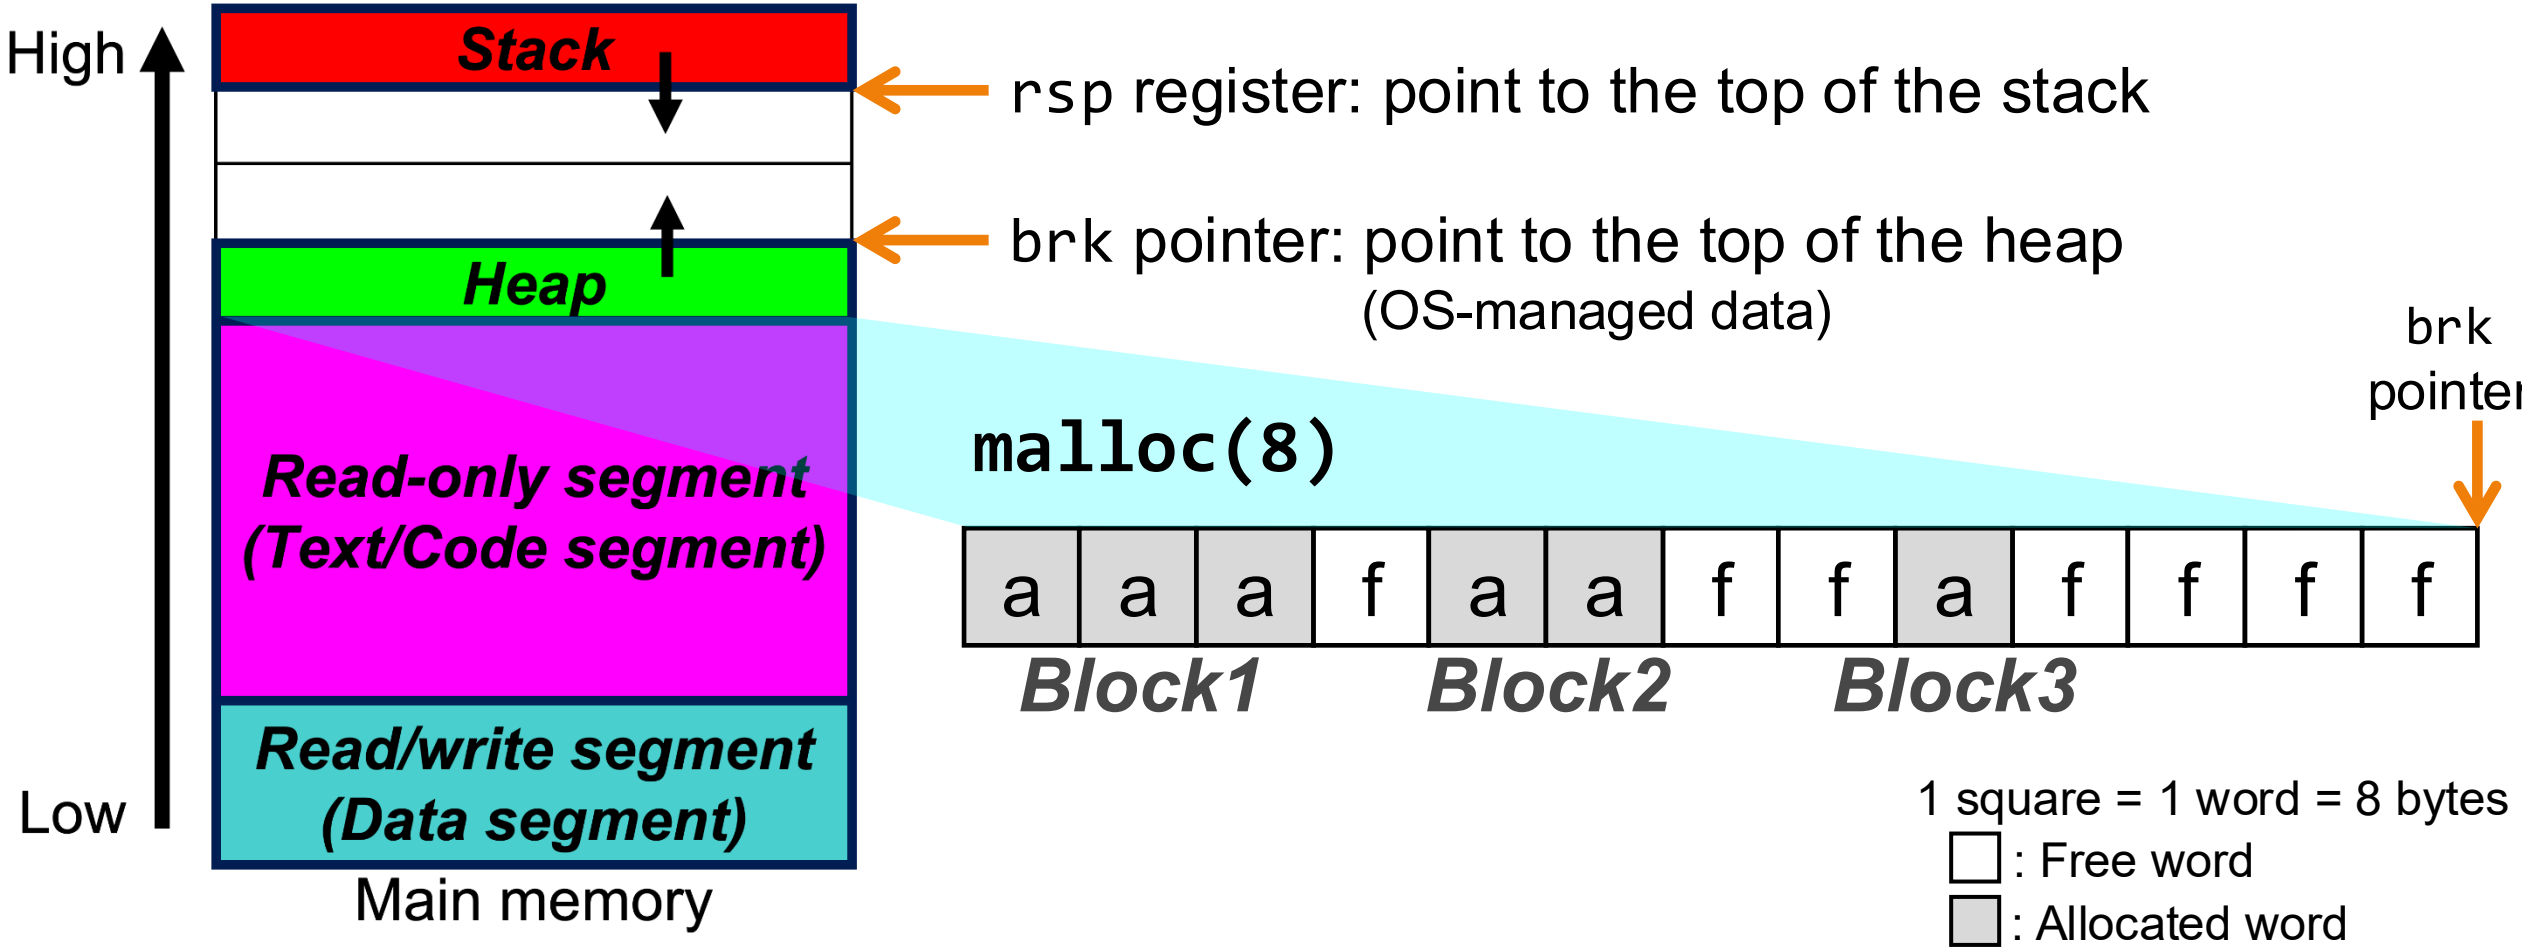 High
Stack
rsp register: point to the top of the stack
brk pointer: point to the top of the heap
(OS-managed data)
Heap
brk
pointer
malloc(8)
Read-only segment
(Text/Code segment)
a a a f a a f f a f f f f
Block1 Block2 Block3
Read/write segment
(Data segment)
Low
Main memory
1 square = 1 word = 8 bytes
: Free word
: Allocated word